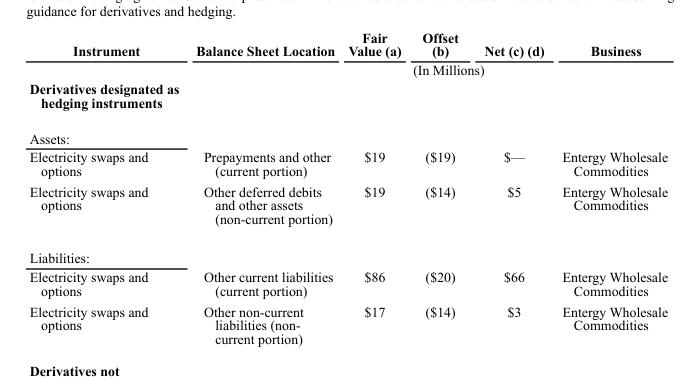 guidance for derivatives and hedging.
Fair Offset
Instrument Balance Sheet Location Value (a) (b) Net (c) (d) Business
(In Millions)
Derivatives designated as
hedging instruments
Assets:
Electricity swaps and Prepayments and other $19 ($19) $— Entergy Wholesale
options (current portion) Commodities
Electricity swaps and Other deferred debits $19 ($14) $5 Entergy Wholesale
options and other assets Commodities
(non-current portion)
Liabilities:
Electricity swaps and Other current liabilities $86 ($20) $66 Entergy Wholesale
options (current portion) Commodities
Electricity swaps and Other non-current $17 ($14) $3 Entergy Wholesale
options liabilities (non- Commodities
current portion)
Derivatives not